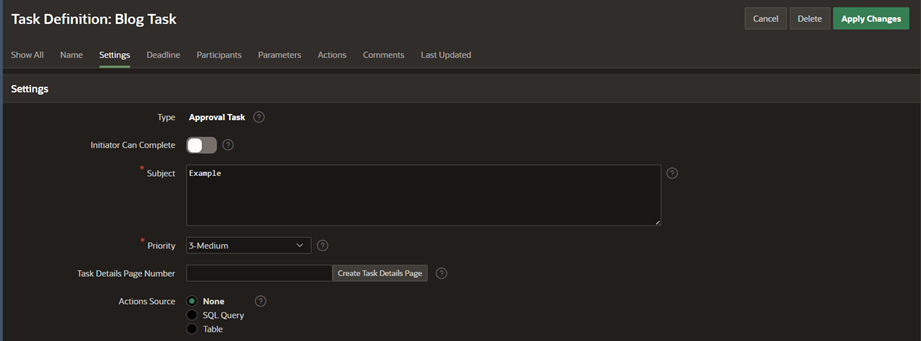 Task Definition: Blog Task
Cancel Delete Apply Changes
Show All Name Settings Deadline Participants Parameters Actions Comments Last Updated
Settings
Type Approval Task ?
Initiator Can Complete ?
* Subject Example ?
* Priority 3-Medium ?
Task Details Page Number Create Task Details Page ?
Actions Source None ?
SQL Query
Table